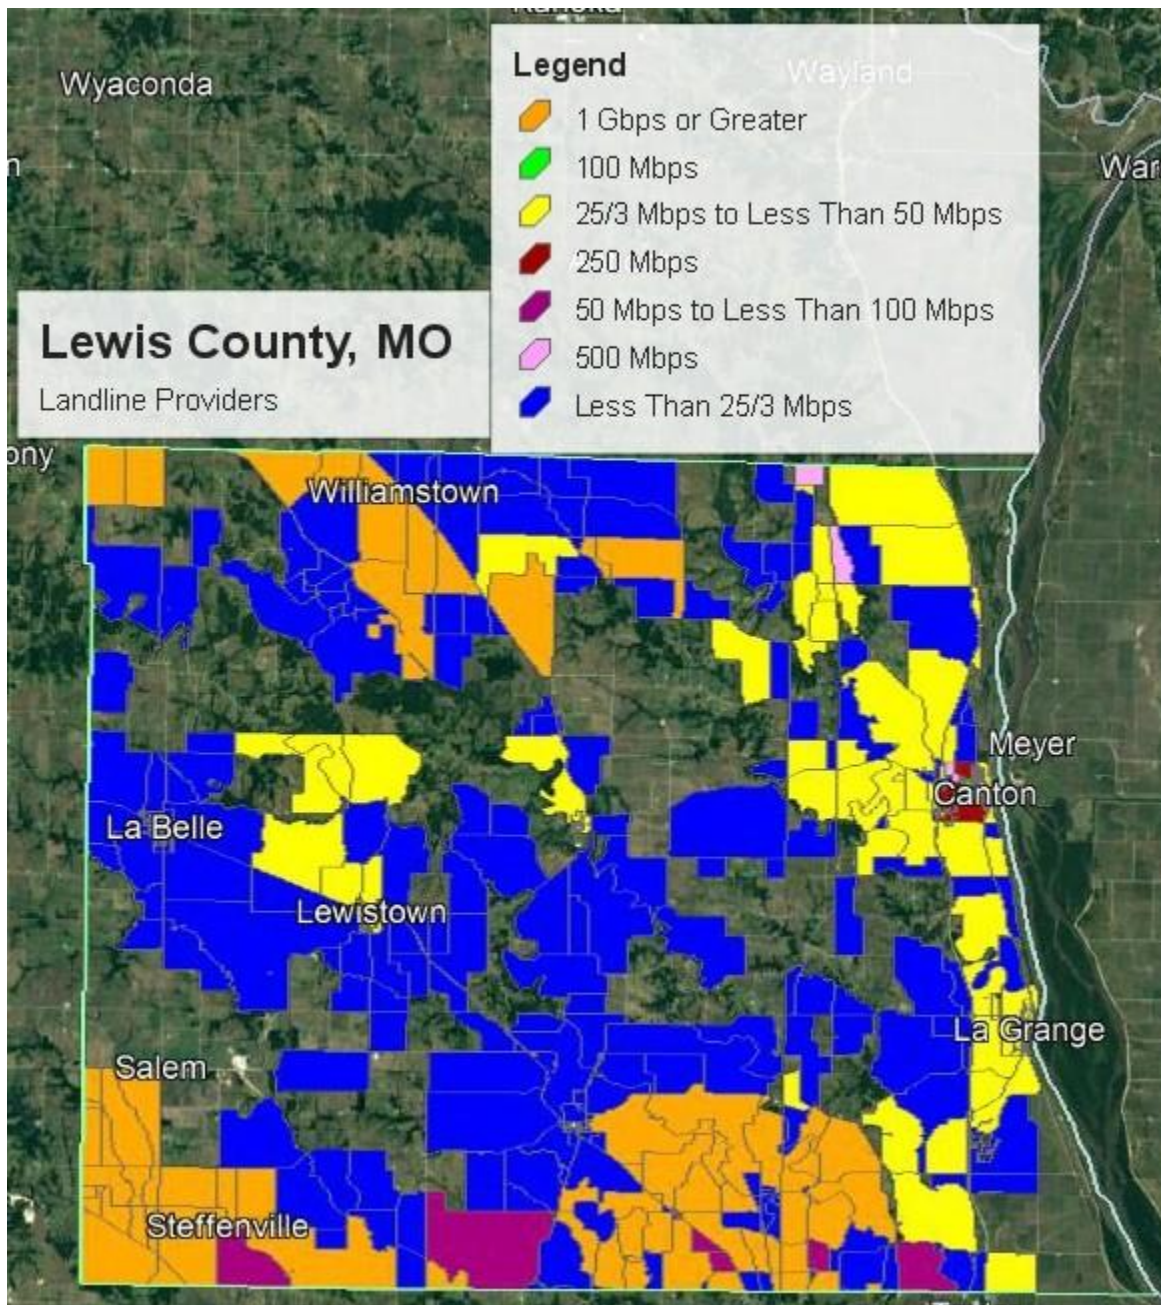 Wyaconda
Legend
Wayland
1 Gbps or Greater
100 Mbps
25/3 Mbps to Less Than 50 Mbps
250 Mbps
50 Mbps to Less Than 100 Mbps
500 Mbps
Less Than 25/3 Mbps
War
Lewis County, MO
Landline Providers
ony
Williamstown
Meyer
Canton
La Belle
Lewistown
La Grange
Salem
Steffenville